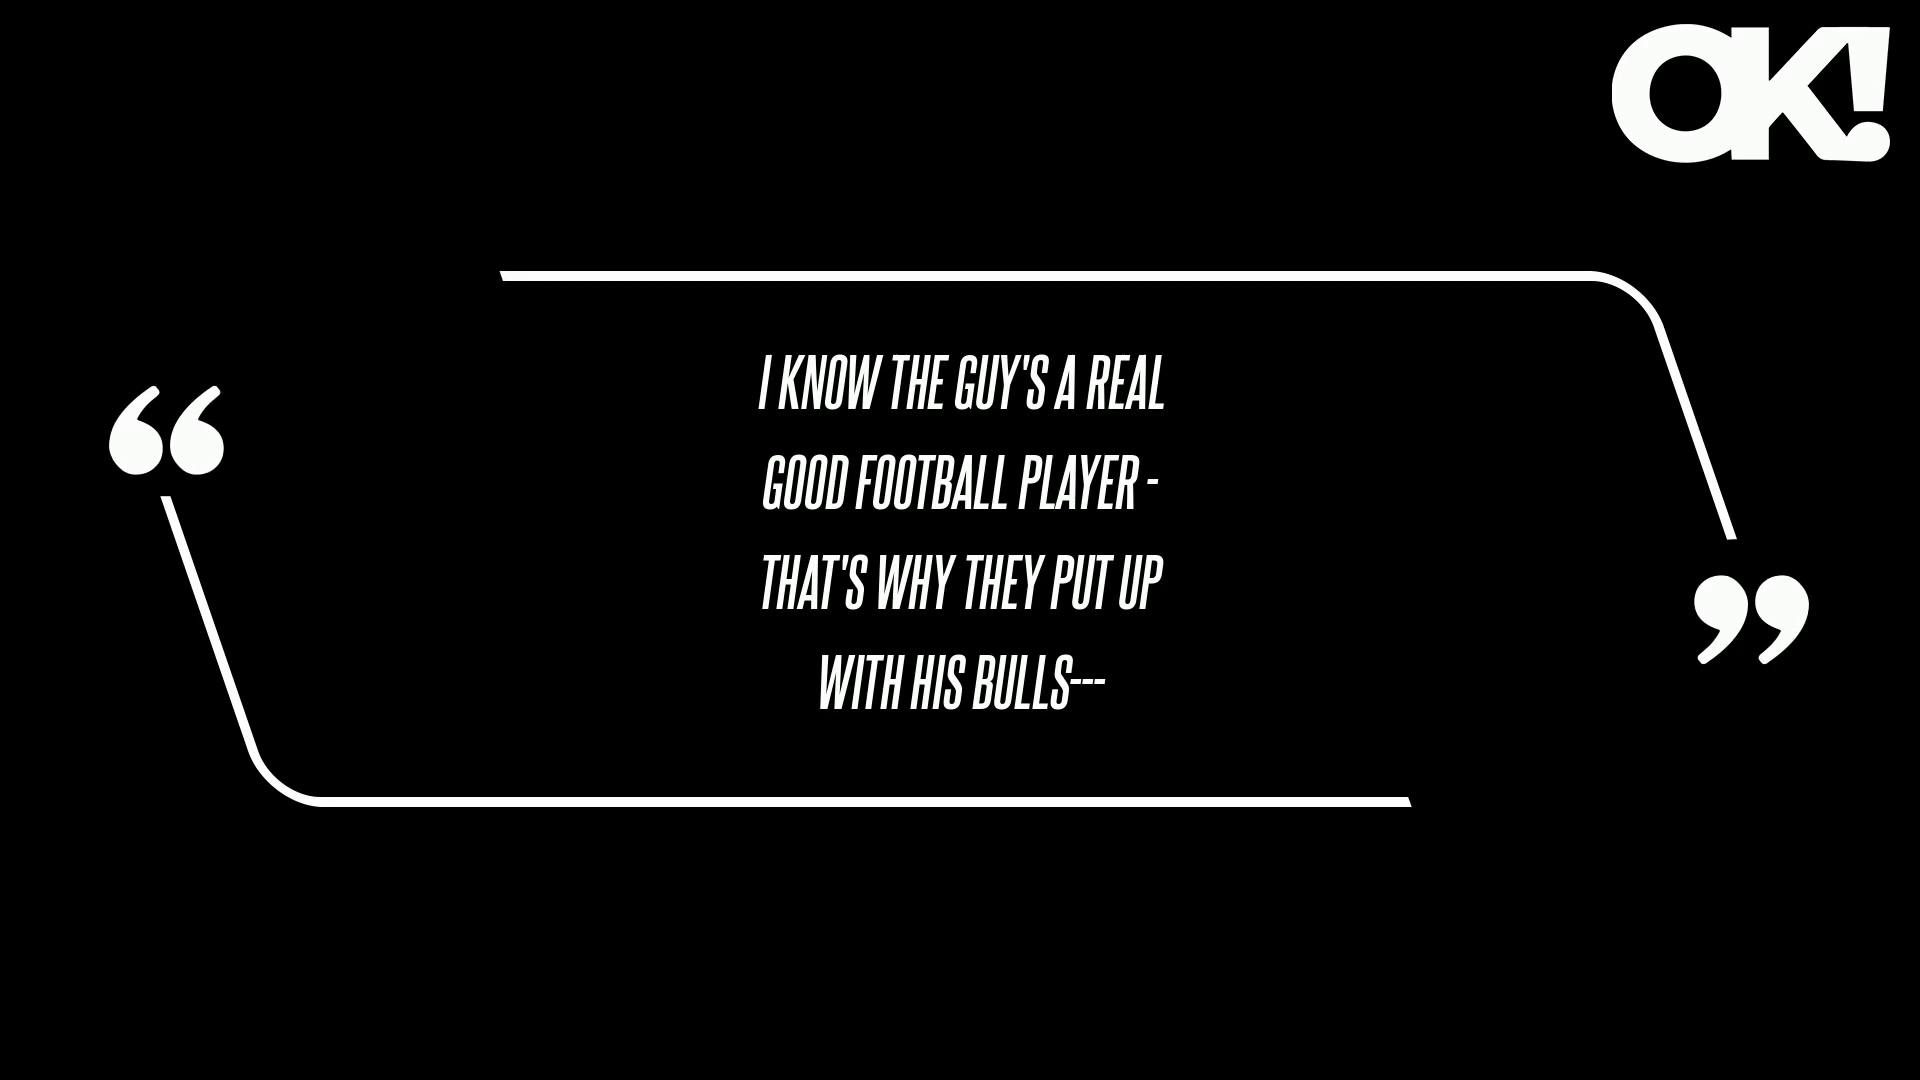 OK!
“
I KNOW THE GUY'S A REAL
GOOD FOOTBALL PLAYER -
THAT'S WHY THEY PUT UP
WITH HIS BULLS---
”